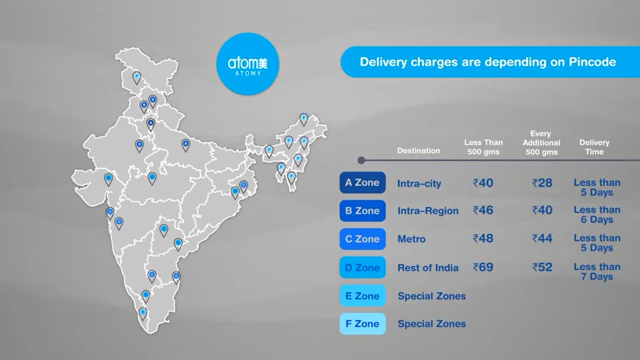 atom美
ATOMY
Delivery charges are depending on Pincode
Destination
Less Than
500 gms
Every
Additional
500 gms
Delivery
Time
A Zone Intra-city ₹40 ₹28 Less than
5 Days
B Zone Intra-Region ₹46 ₹40 Less than
6 Days
C Zone Metro ₹48 ₹44 Less than
5 Days
D Zone Rest of India ₹69 ₹52 Less than
7 Days
E Zone Special Zones
F Zone Special Zones